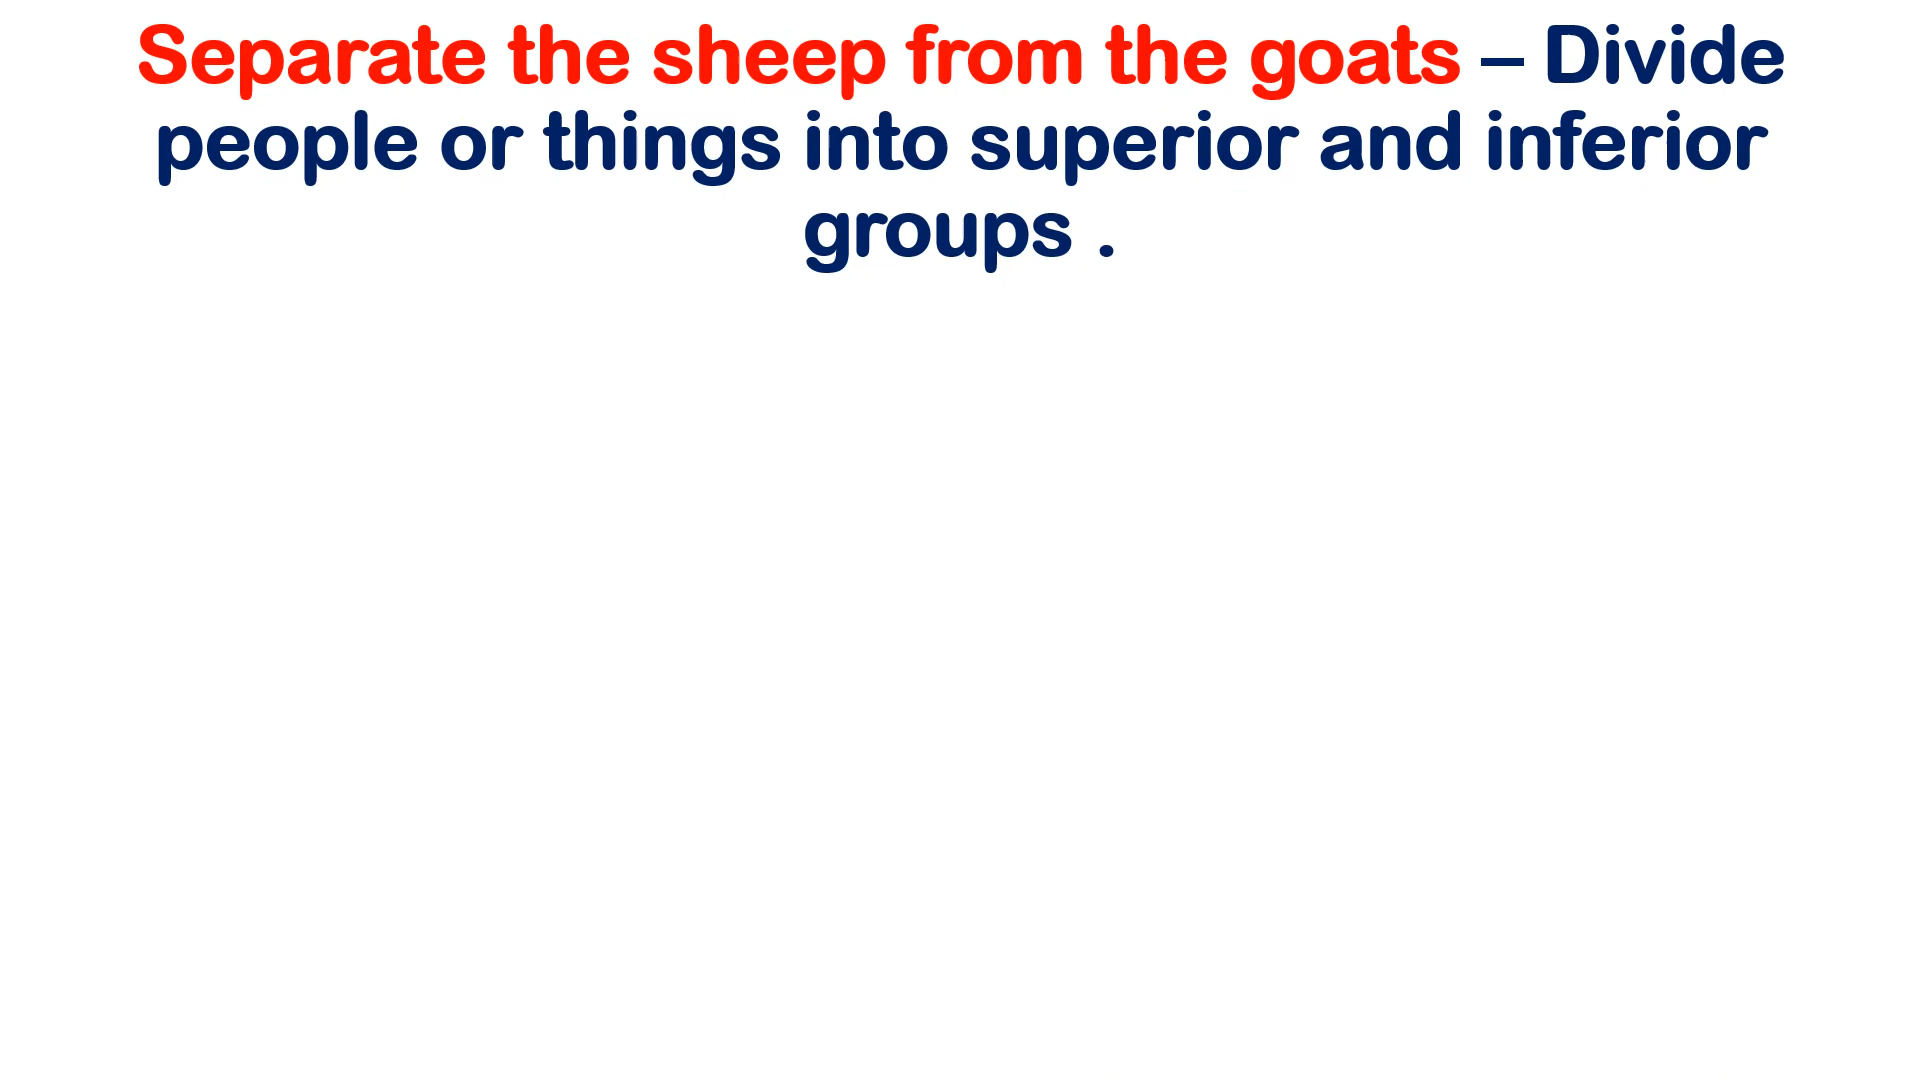 Separate the sheep from the goats – Divide
people or things into superior and inferior
groups .